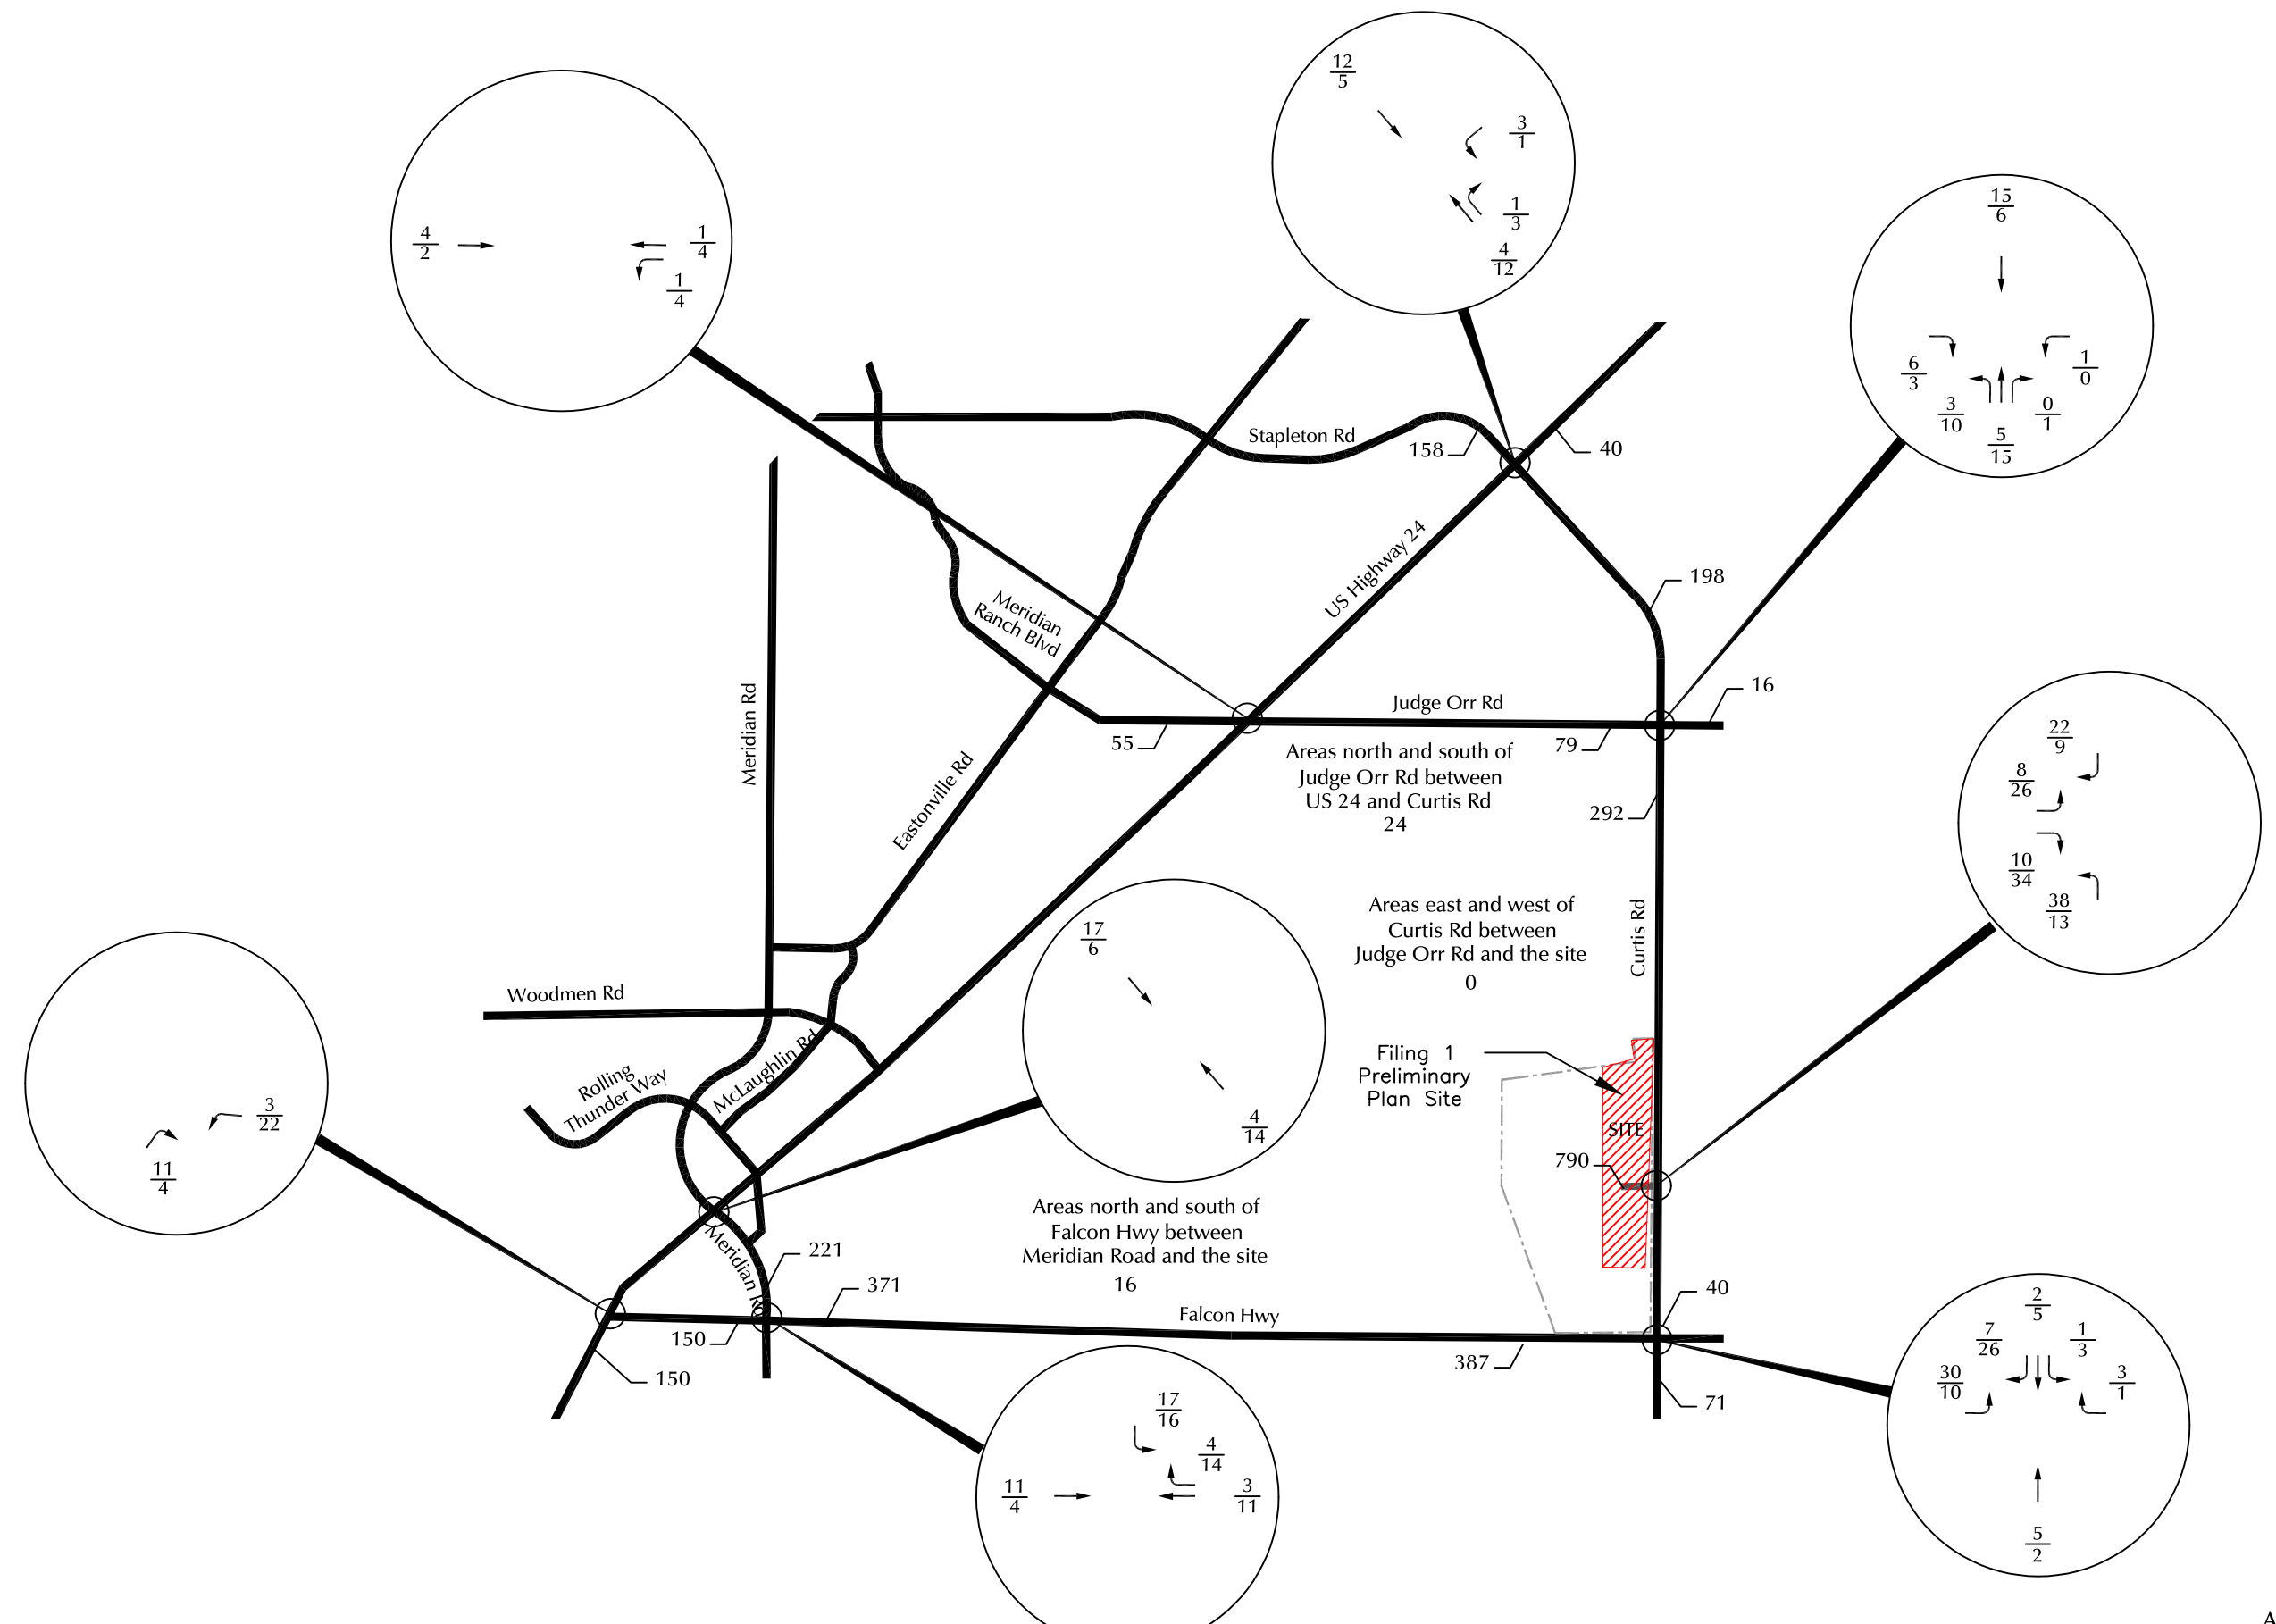 12
5
3
1
1
3
4
12
4
2
1
4
1
4
15
6
6
3
3
10
5
15
0
1
1
0
Stapleton Rd
158
40
US Highway 24
198
Meridian
Ranch Blvd
Meridian Rd
Eastonville Rd
Judge Orr Rd
16
55
79
Areas north and south of
Judge Orr Rd between
US 24 and Curtis Rd
24
292
22
9
8
26
10
34
38
13
Areas east and west of
Curtis Rd between
Judge Orr Rd and the site
0
Curtis Rd
17
6
4
14
Woodmen Rd
McLaughlin Rd
Rolling
Thunder Way
Filing 1
Preliminary
Plan Site
SITE
790
3
22
11
4
Areas north and south of
Falcon Hwy between
Meridian Road and the site
16
Meridian Rd
221
371
150
150
Falcon Hwy
387
40
71
2
5
7
26
1
3
30
10
3
1
5
2
17
16
4
14
11
4
3
11
A